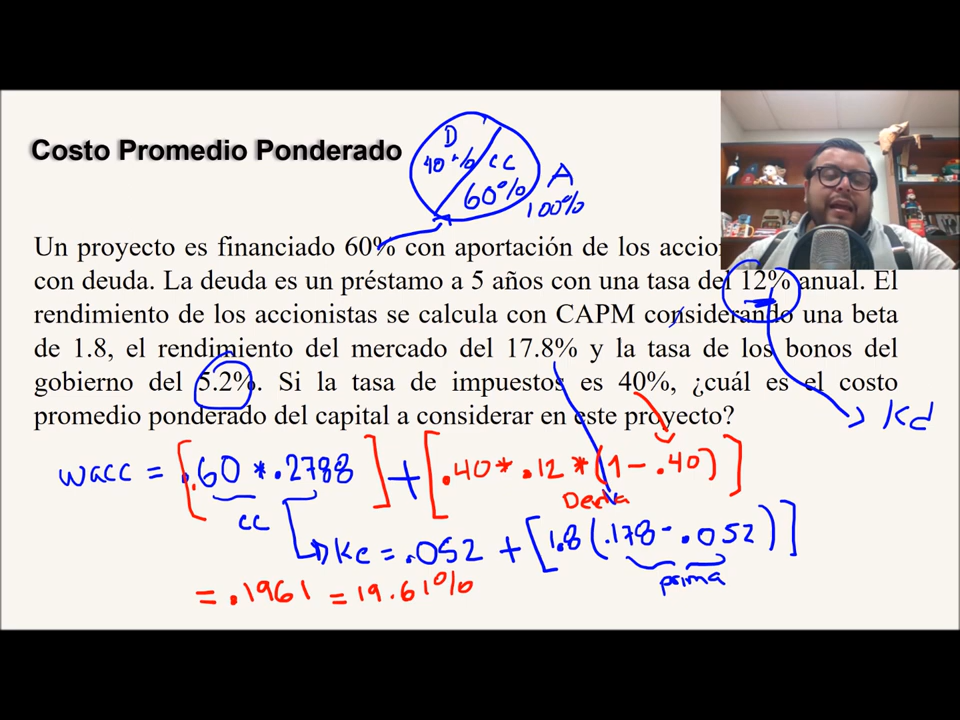 Costo Promedio Ponderado
D
40% CC
60%
A
100%
Un proyecto es financiado 60% con aportación de los
con deuda. La deuda es un préstamo a 5 años con una tasa del 12% anual. El
rendimiento de los accionistas se calcula con CAPM considerando una beta
de 1.8, el rendimiento del mercado del 17.8% y la tasa de los bonos del
gobierno del 5.2%. Si la tasa de impuestos es 40%, ¿cuál es el costo
promedio ponderado del capital a considerar en este proyecto?
Kd
wacc = [.60 * .2788] + [.40 * .12 * (1 - .40)]
cc
Ke = .052 + [1.8 (.178 - .052)]
prima
= .1961 = 19.61%